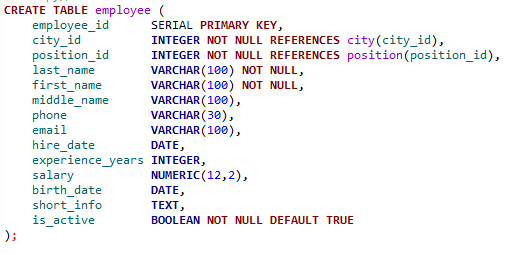 CREATE TABLE employee (
    employee_id      SERIAL PRIMARY KEY,
    city_id          INTEGER NOT NULL REFERENCES city(city_id),
    position_id      INTEGER NOT NULL REFERENCES position(position_id),
    last_name        VARCHAR(100) NOT NULL,
    first_name       VARCHAR(100) NOT NULL,
    middle_name      VARCHAR(100),
    phone            VARCHAR(30),
    email            VARCHAR(100),
    hire_date        DATE,
    experience_years INTEGER,
    salary           NUMERIC(12,2),
    birth_date       DATE,
    short_info       TEXT,
    is_active        BOOLEAN NOT NULL DEFAULT TRUE
);